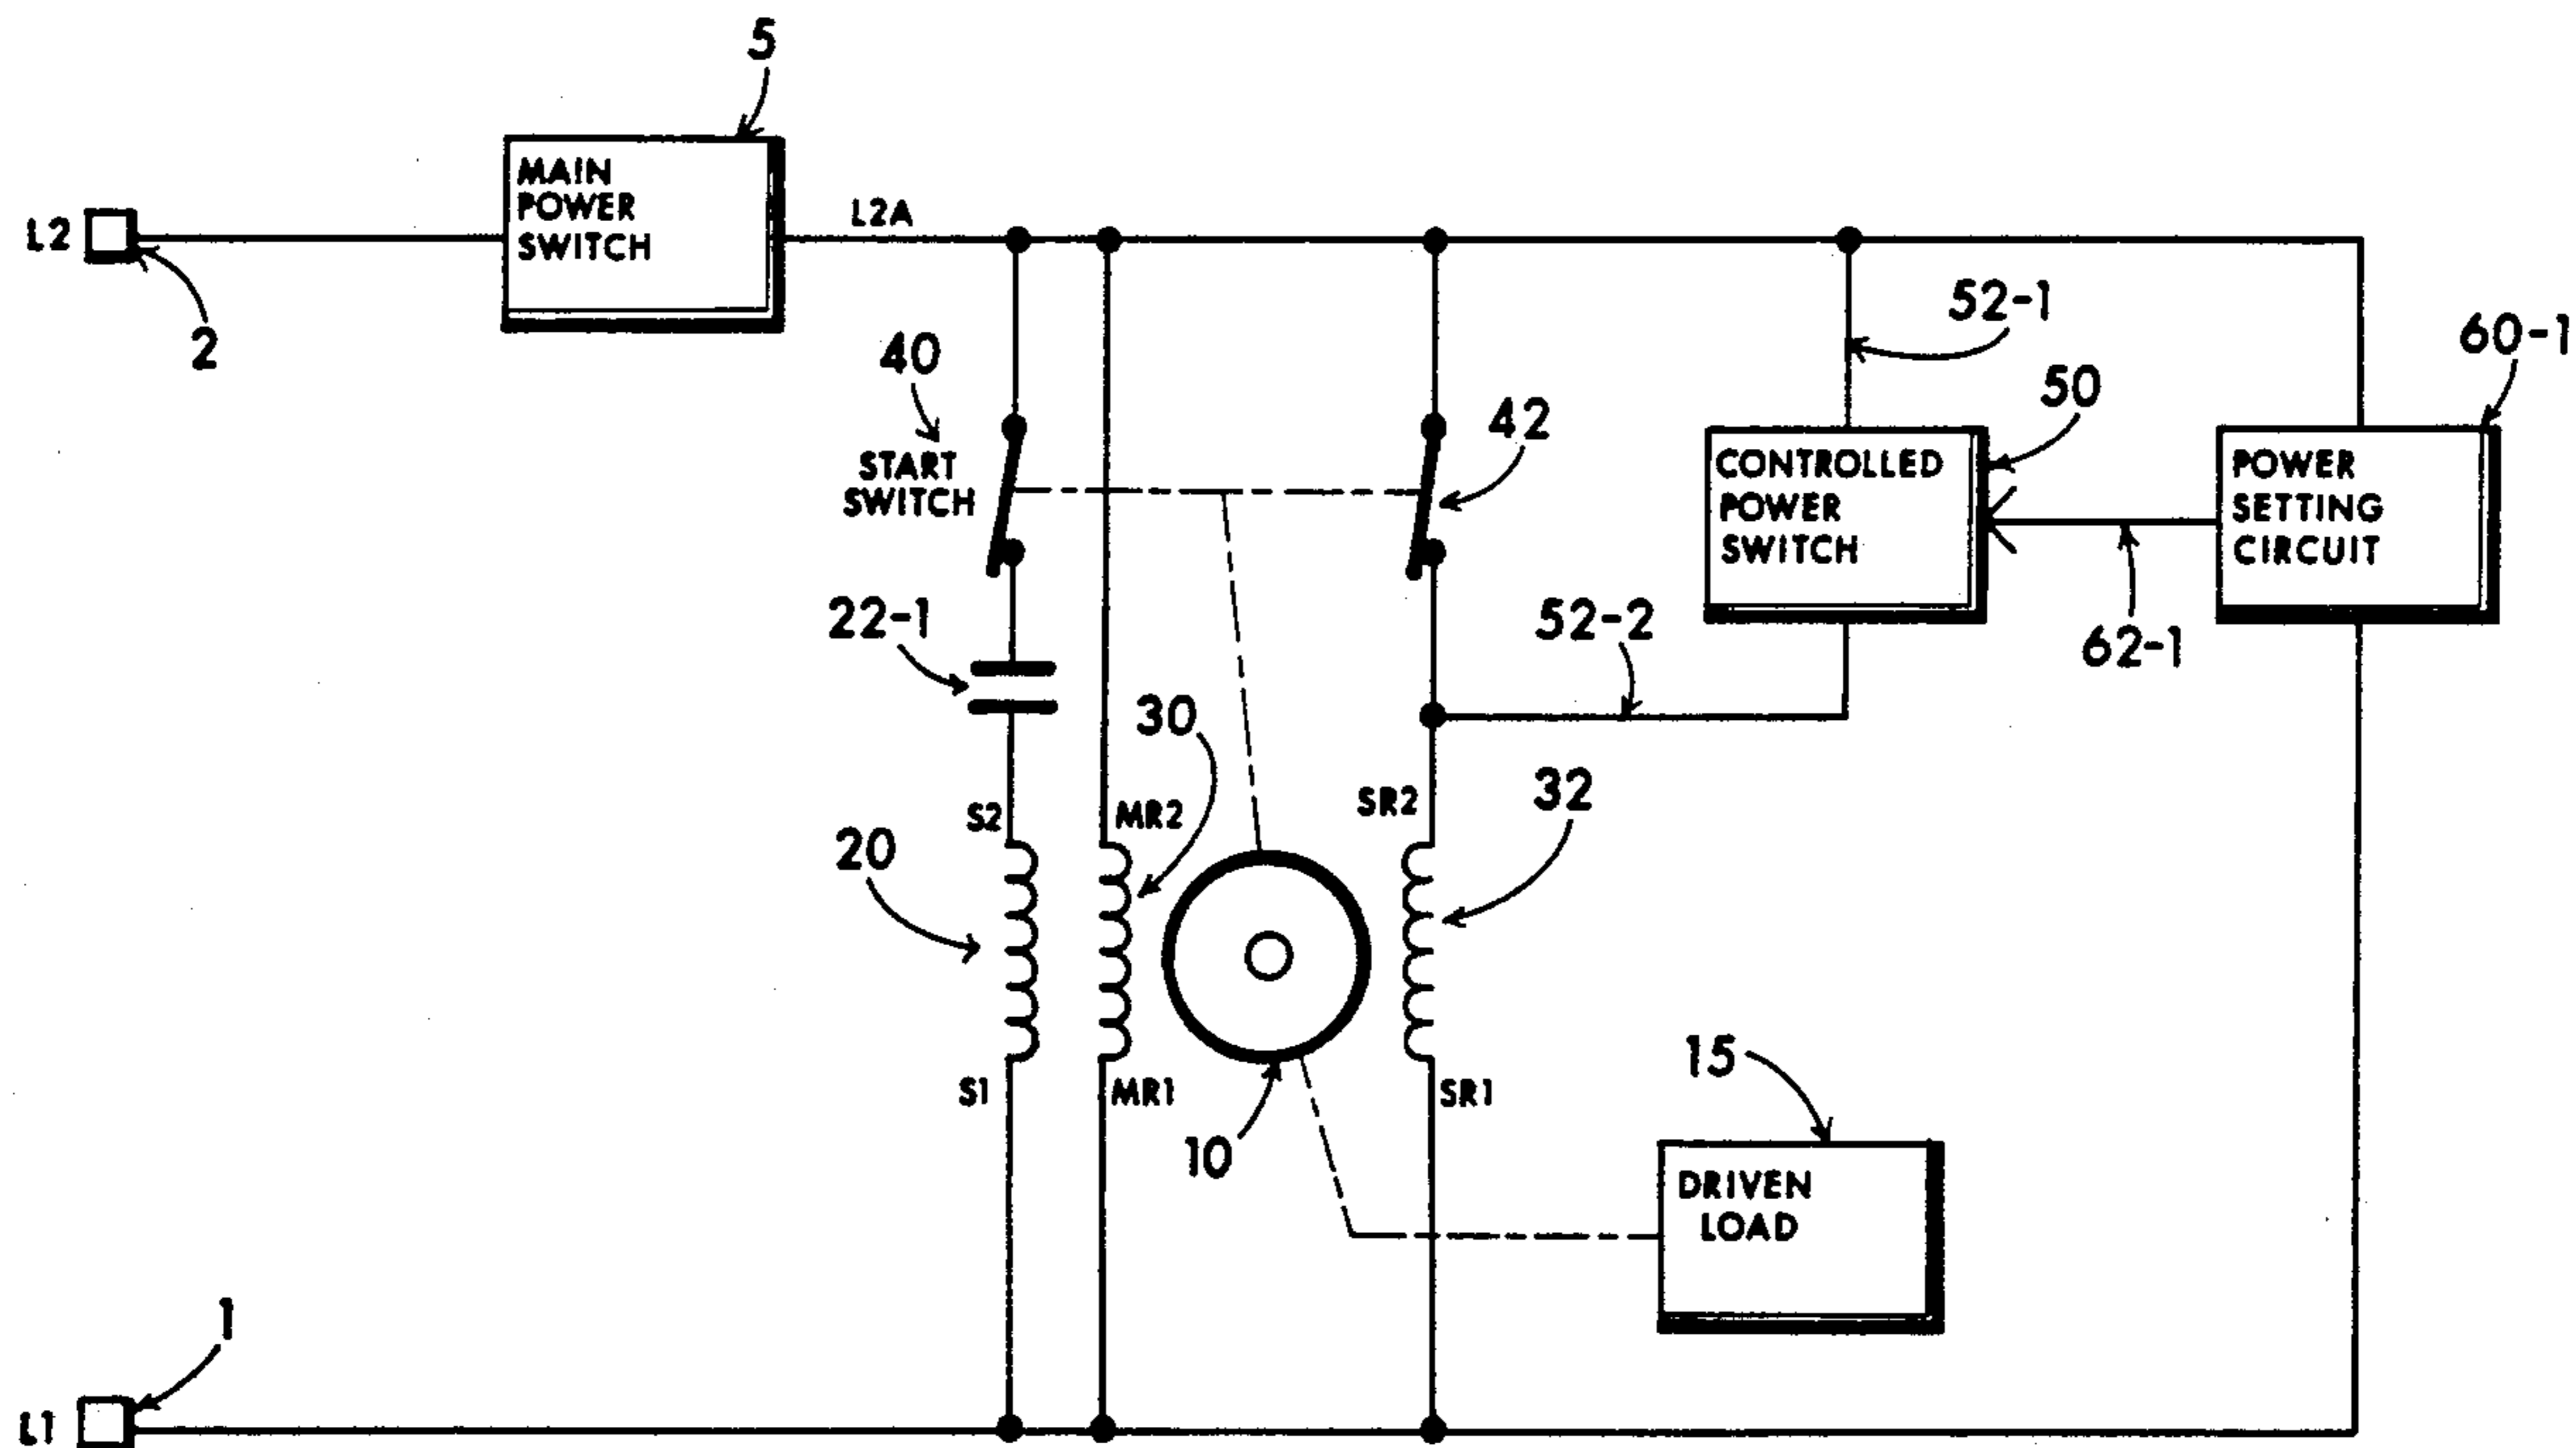 5
MAIN
POWER
SWITCH
L2
L2A
2
52-1
60-1
40
50
42
START
SWITCH
CONTROLLED
POWER
SWITCH
POWER
SETTING
CIRCUIT
22-1
52-2
62-1
30
S2
MR2
SR2
32
20
15
S1
MR1
SR1
10
DRIVEN
LOAD
1
L1